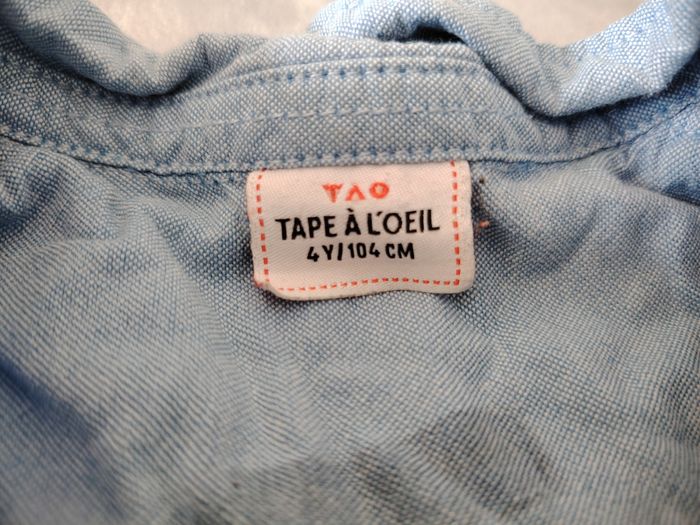 TAO
TAPE À L'OEIL
4Y/104 CM